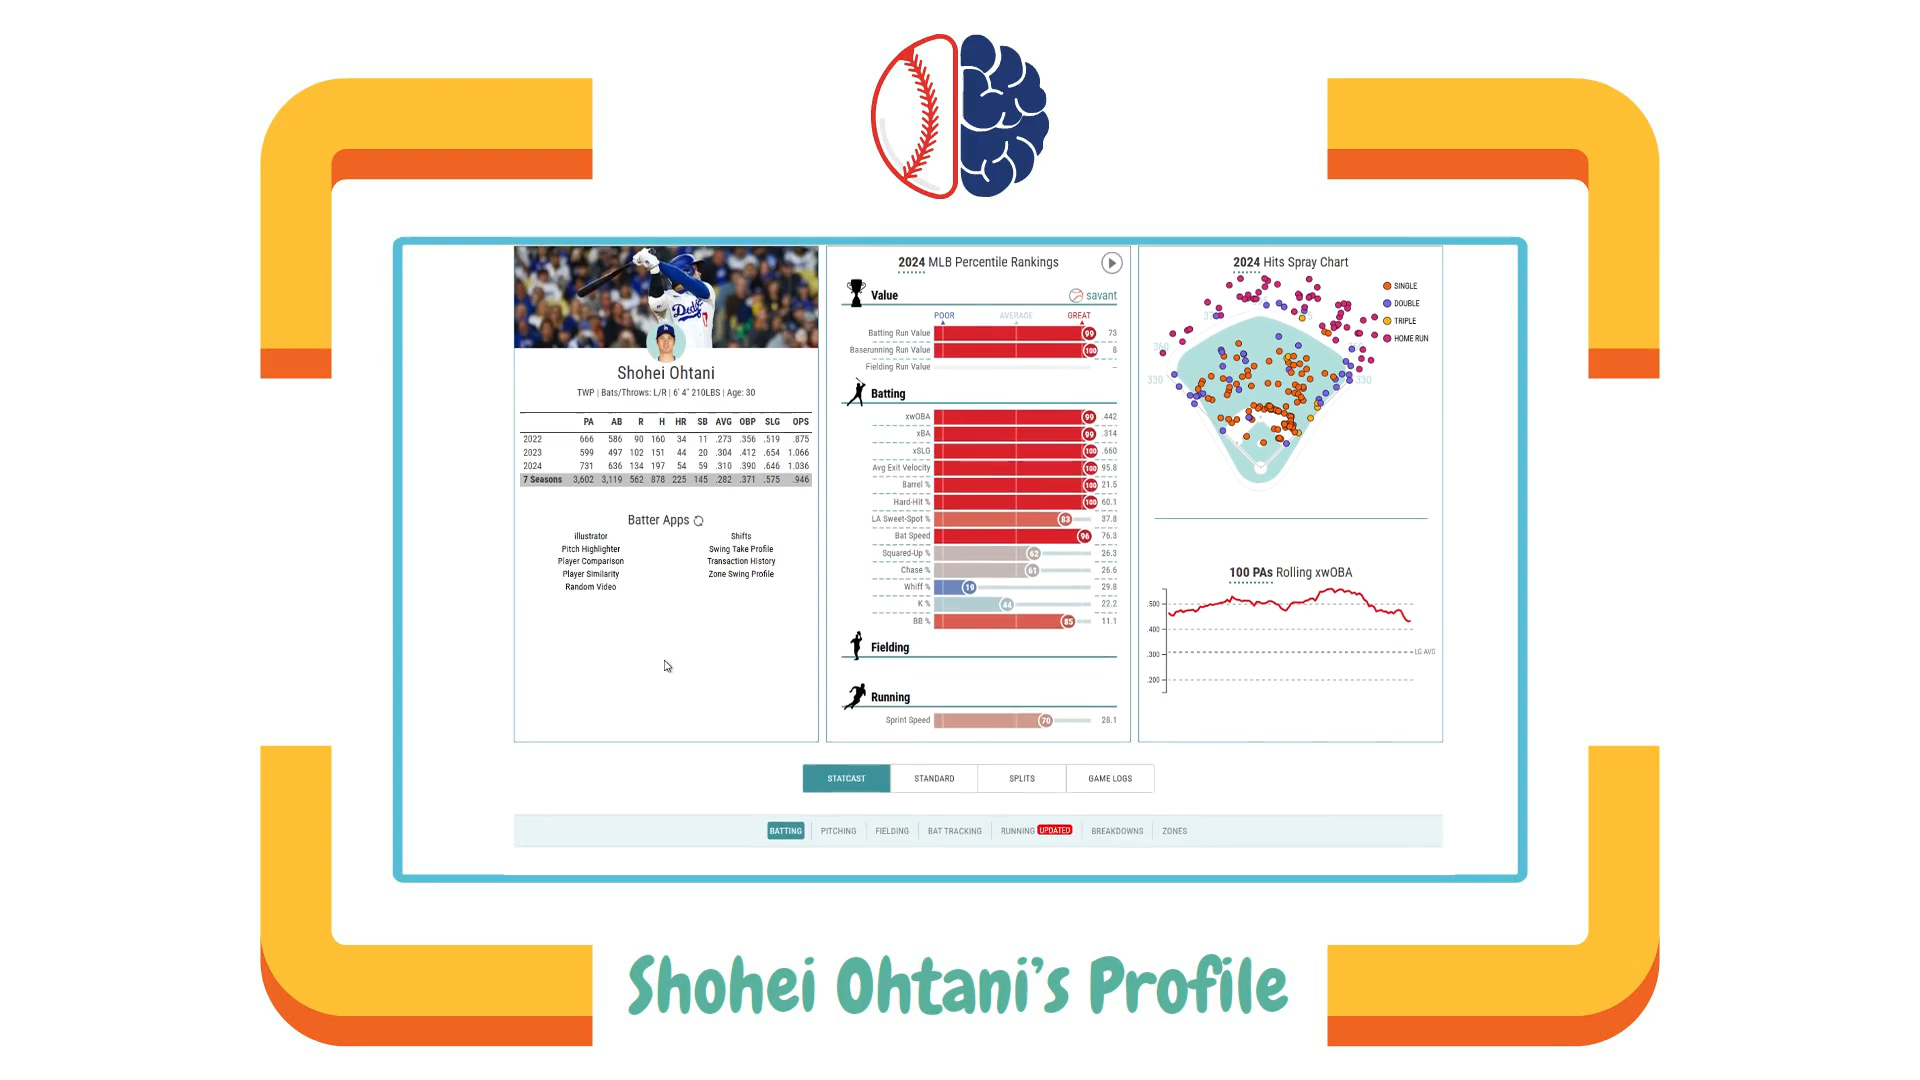 Shohei Ohtani
TWP | Bats/Throws: L/R | 6' 4" 210LBS | Age: 30
PA AB R H HR SB AVG OBP SLG OPS
2022 666 586 90 160 34 11 .273 .356 .519 .875
2023 599 497 102 151 44 20 .304 .412 .654 1.066
2024 731 636 134 197 54 59 .310 .390 .646 1.036
7 Seasons 3,602 3,119 562 878 225 145 .282 .371 .575 .946
Batter Apps
illustrator Shifts
Pitch Highlighter Swing Take Profile
Player Comparison Transaction History
Player Similarity Zone Swing Profile
Random Video
2024 MLB Percentile Rankings
Value savant
POOR AVERAGE GREAT
Batting Run Value 99 73
Baserunning Run Value 100 8
Fielding Run Value --
Batting
xwOBA 99 .442
xBA 99 .314
xSLG 100 .660
Avg Exit Velocity 100 95.8
Barrel % 100 21.5
Hard-Hit % 100 60.1
LA Sweet-Spot % 83 37.8
Bat Speed 96 76.3
Squared-Up % 62 26.3
Chase % 61 26.6
Whiff % 19 29.8
K % 44 22.2
BB % 85 11.1
Fielding
Running
Sprint Speed 70 28.1
2024 Hits Spray Chart
SINGLE
DOUBLE
TRIPLE
HOME RUN
360
330 330
100 PAs Rolling xwOBA
.500
.400
.300 LG AVG
.200
STATCAST STANDARD SPLITS GAME LOGS
BATTING PITCHING FIELDING BAT TRACKING RUNNING UPDATED BREAKDOWNS ZONES
Shohei Ohtani's Profile